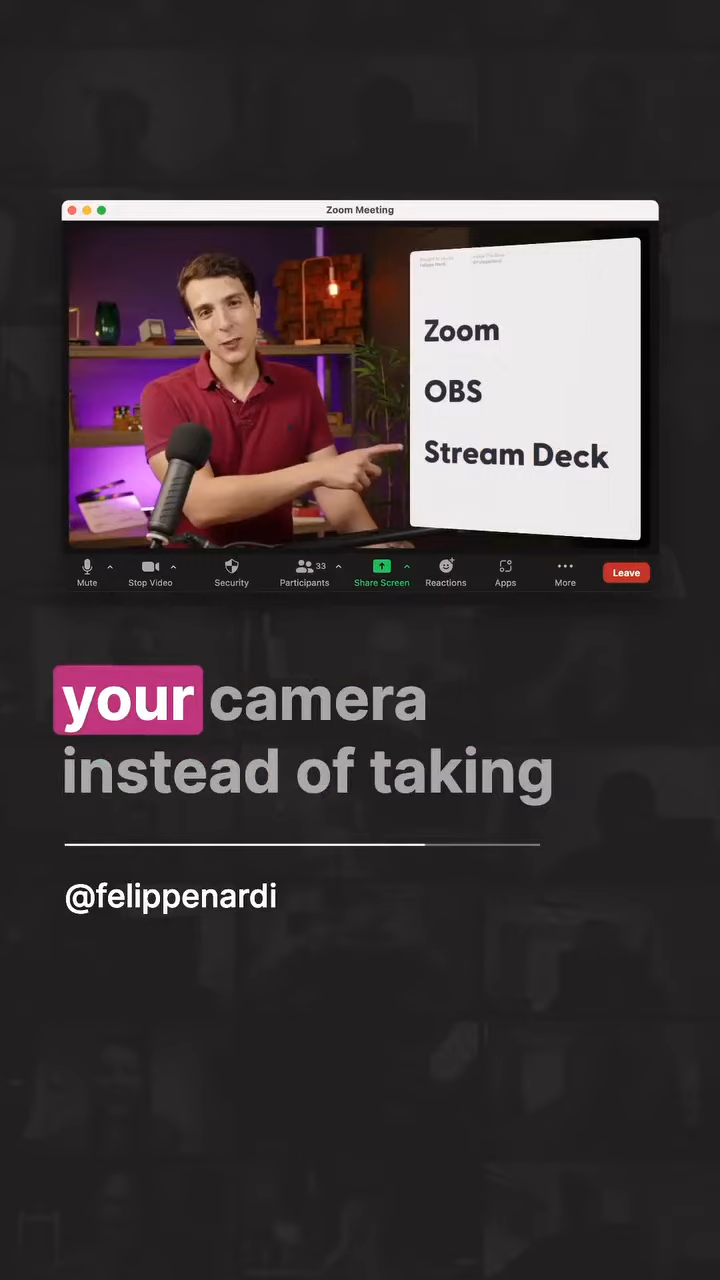 Zoom Meeting
Zoom
OBS
Stream Deck
Mute
Stop Video
Security
Participants
33
Share Screen
Reactions
Apps
More
Leave
your camera
instead of taking
@felippenardi